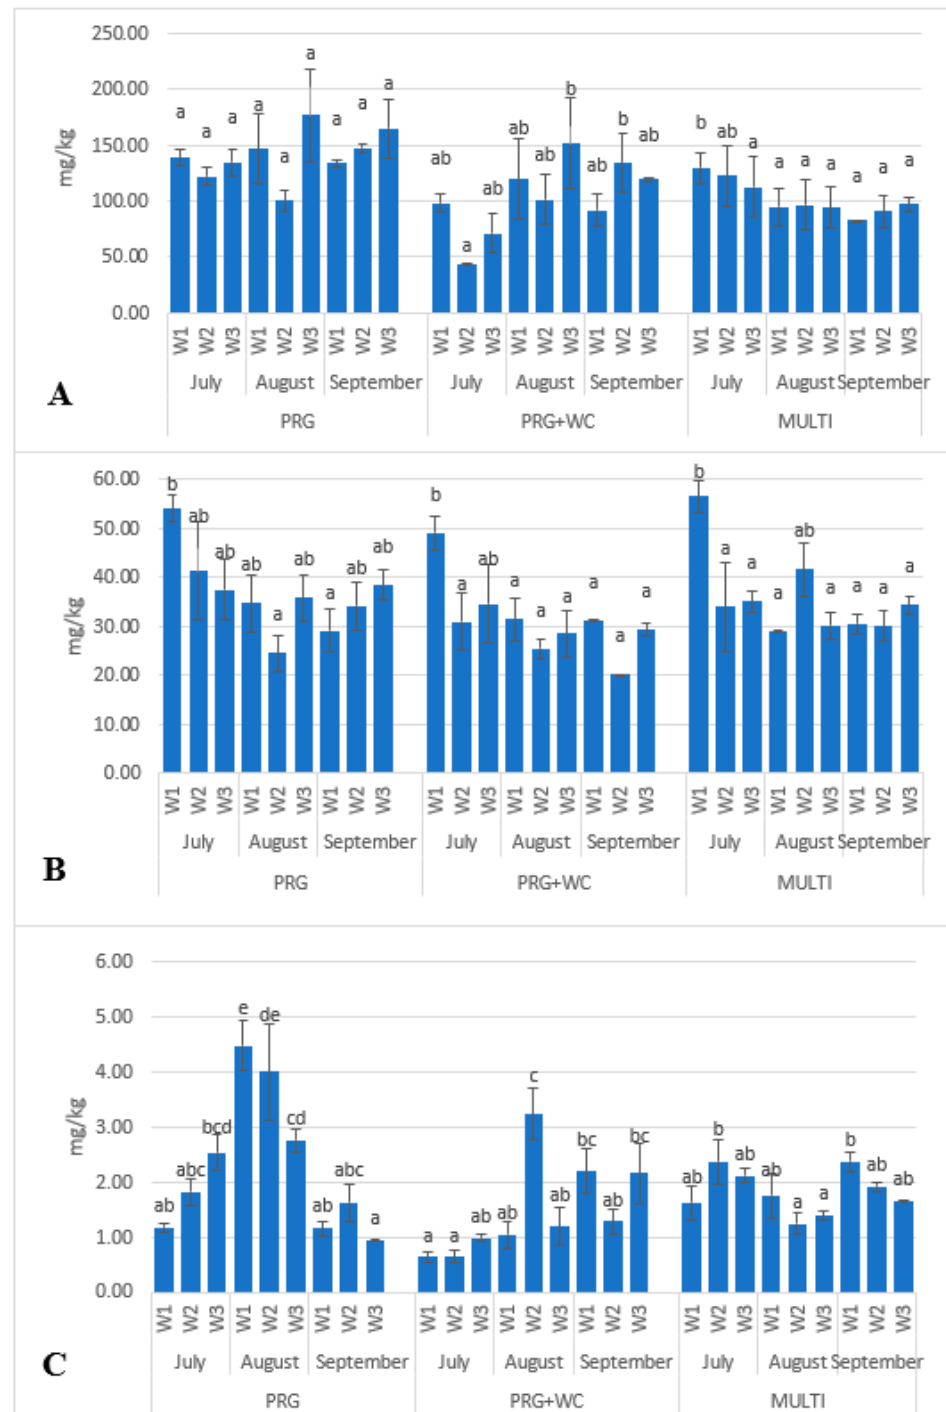 250.00
200.00
150.00
100.00
50.00
0.00
mg/kg
a a a a a a a a a
ab a ab ab ab b ab b ab
b ab a a a a a a a
W1 W2 W3 W1 W2 W3 W1 W2 W3 W1 W2 W3 W1 W2 W3 W1 W2 W3 W1 W2 W3 W1 W2 W3 W1 W2 W3
July August September July August September July August September
PRG PRG+WC MULTI
A
60.00
50.00
40.00
30.00
20.00
10.00
0.00
mg/kg
b ab ab ab a ab ab ab ab
b a ab a a a a a a
b a a a ab a a a a
W1 W2 W3 W1 W2 W3 W1 W2 W3 W1 W2 W3 W1 W2 W3 W1 W2 W3 W1 W2 W3 W1 W2 W3 W1 W2 W3
July August September July August September July August September
PRG PRG+WC MULTI
B
6.00
5.00
4.00
3.00
2.00
1.00
0.00
mg/kg
ab abc bcd e de cd ab abc a
a a ab ab c ab bc ab bc
ab b ab ab a a b ab ab
W1 W2 W3 W1 W2 W3 W1 W2 W3 W1 W2 W3 W1 W2 W3 W1 W2 W3 W1 W2 W3 W1 W2 W3 W1 W2 W3
July August September July August September July August September
PRG PRG+WC MULTI
C